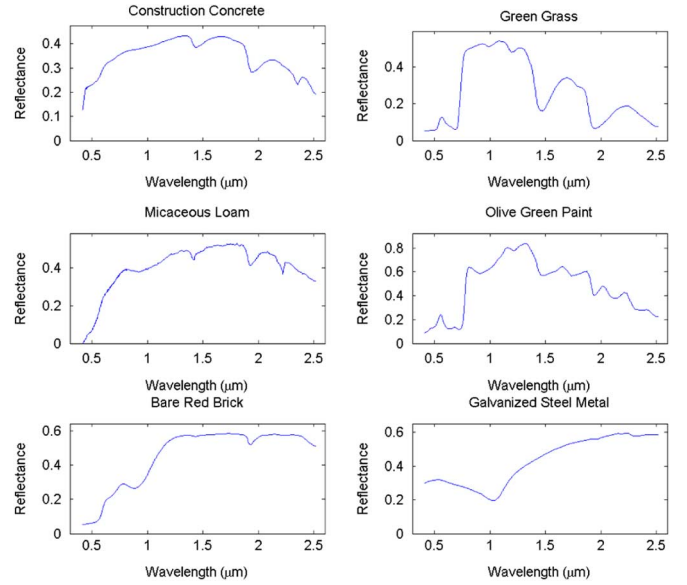 Construction Concrete
Reflectance
0.4
0.3
0.2
0.1
0
0.5 1 1.5 2 2.5
Wavelength (μm)
Green Grass
Reflectance
0.4
0.2
0
0.5 1 1.5 2 2.5
Wavelength (μm)
Micaceous Loam
Reflectance
0.4
0.2
0
0.5 1 1.5 2 2.5
Wavelength (μm)
Olive Green Paint
Reflectance
0.8
0.6
0.4
0.2
0
0.5 1 1.5 2 2.5
Wavelength (μm)
Bare Red Brick
Reflectance
0.6
0.4
0.2
0
0.5 1 1.5 2 2.5
Wavelength (μm)
Galvanized Steel Metal
Reflectance
0.6
0.4
0.2
0
0.5 1 1.5 2 2.5
Wavelength (μm)